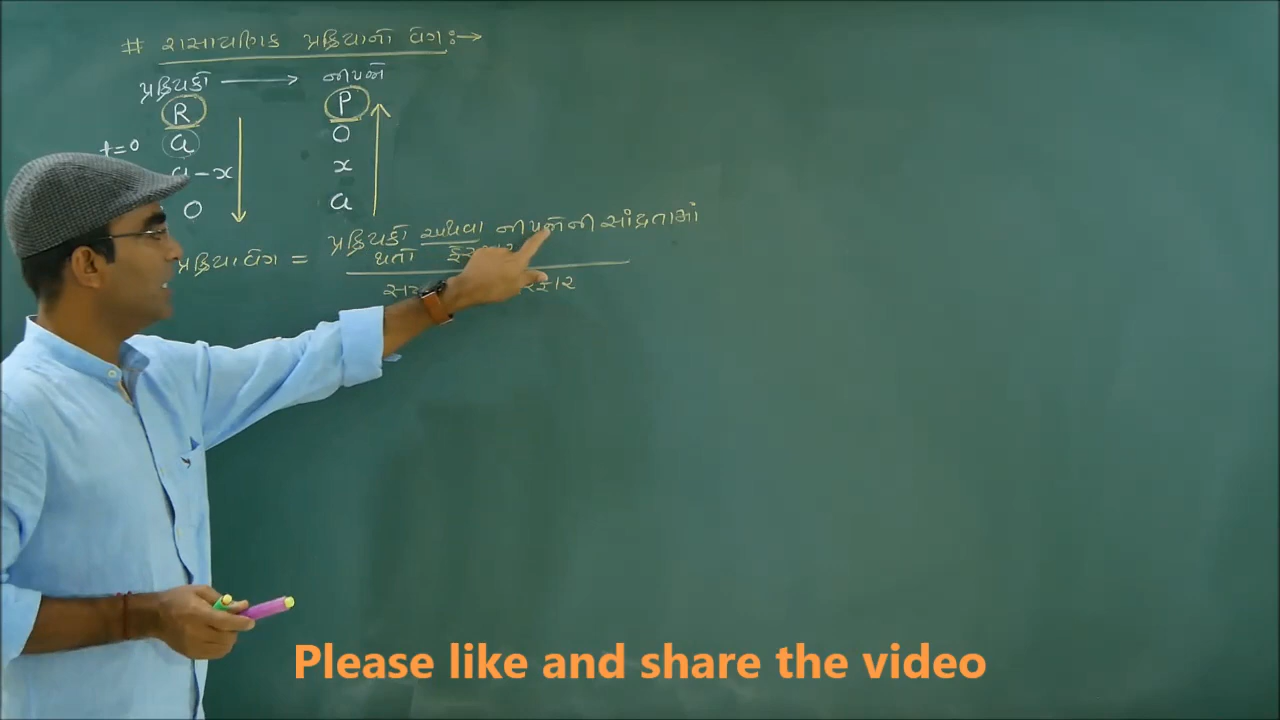 # રાસાયણિક પ્રક્રિયાનો વેગ :→
પ્રક્રિયકો → નીપજો
R P
t=0 a 0
a-x x
0 a
પ્રક્રિયાવેગ = પ્રક્રિયકો અથવા નીપજોની સાંદ્રતામાં
થતો
Please like and share the video